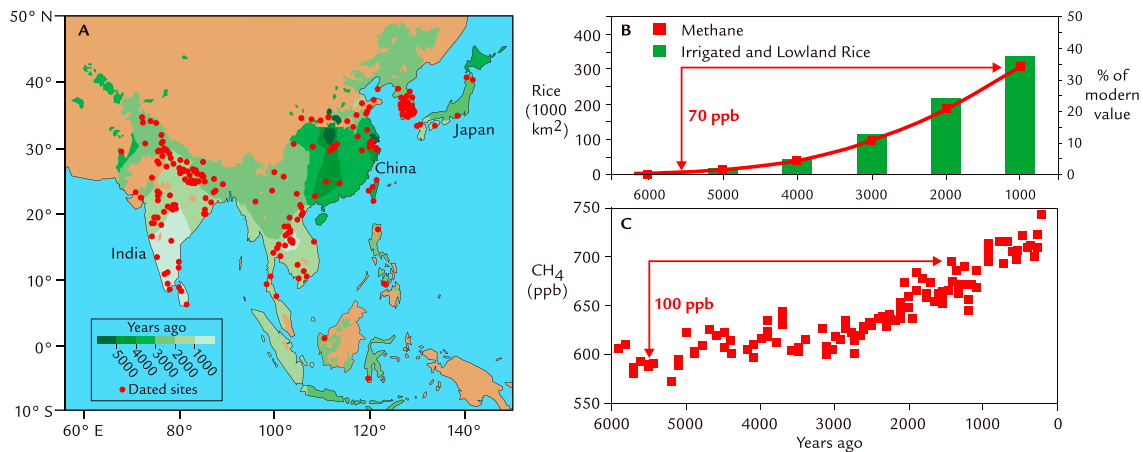 A
50° N
40°
30°
20°
10°
0°
10° S
60° E
80°
100°
120°
140°
Japan
China
India
Years ago
5000
4000
3000
2000
1000
Dated sites
B
Methane
Irrigated and Lowland Rice
Rice
(1000
km2)
400
300
200
100
0
70 ppb
50
40
30
20
10
0
% of
modern
value
6000
5000
4000
3000
2000
1000
C
CH4
(ppb)
750
700
650
600
550
100 ppb
6000
5000
4000
3000
2000
1000
0
Years ago